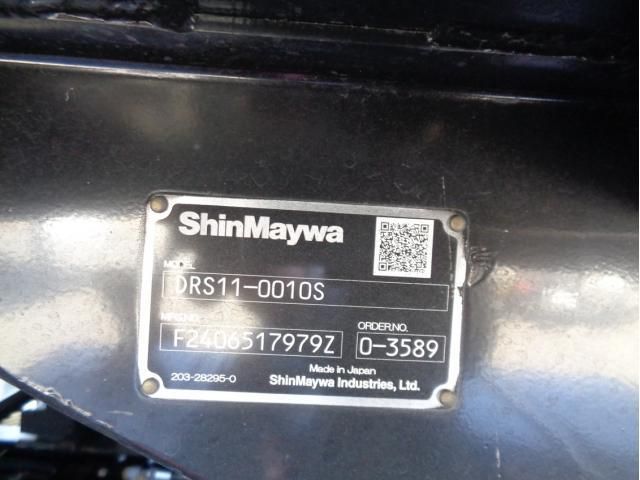 ShinMaywa
MODEL
DRS11-0010S
MFG.NO.
F2406517979Z
ORDER.NO.
0-3589
Made in Japan
203-28295-0
ShinMaywa Industries, Ltd.